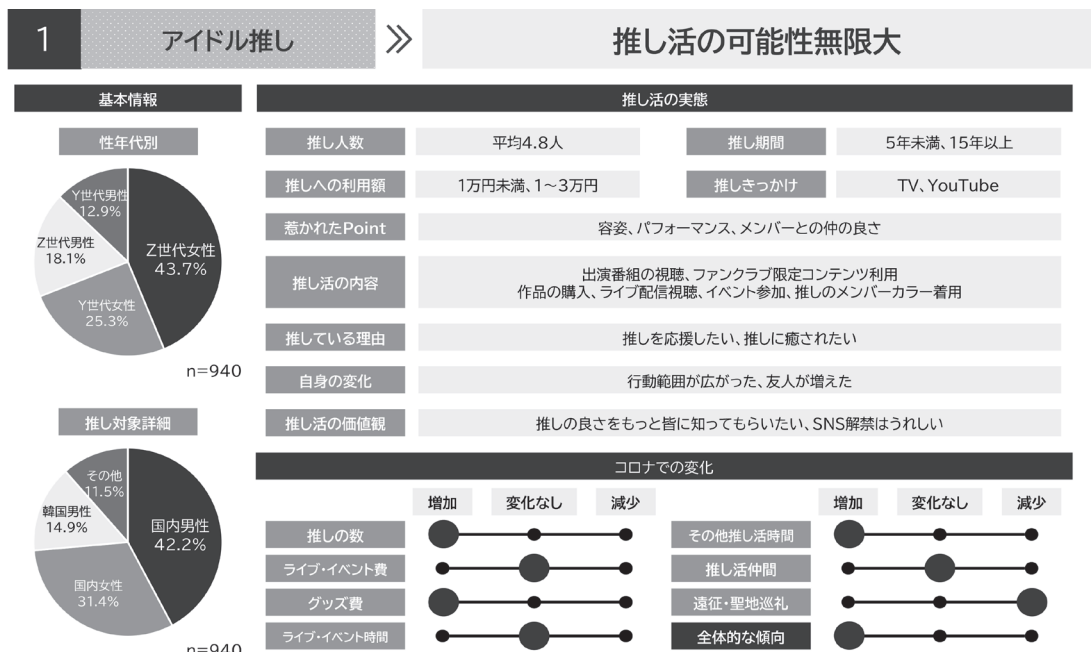 1
アイドル推し
推し活の可能性無限大
基本情報
性年代別
Y世代男性
12.9%
Z世代男性
18.1%
Z世代女性
43.7%
Y世代女性
25.3%
n=940
推し対象詳細
その他
11.5%
韓国男性
14.9%
国内男性
42.2%
国内女性
31.4%
n=940
推し活の実態
推し人数
平均4.8人
推し期間
5年未満、15年以上
推しへの利用額
1万円未満、1〜3万円
推しきっかけ
TV、YouTube
惹かれたPoint
容姿、パフォーマンス、メンバーとの仲の良さ
推し活の内容
出演番組の視聴、ファンクラブ限定コンテンツ利用
作品の購入、ライブ配信視聴、イベント参加、推しのメンバーカラー着用
推している理由
推しを応援したい、推しに癒されたい
自身の変化
行動範囲が広がった、友人が増えた
推し活の価値観
推しの良さをもっと皆に知ってもらいたい、SNS解禁はうれしい
コロナでの変化
増加 変化なし 減少
推しの数
ライブ・イベント費
グッズ費
ライブ・イベント時間
増加 変化なし 減少
その他推し活時間
推し活仲間
遠征・聖地巡礼
全体的な傾向